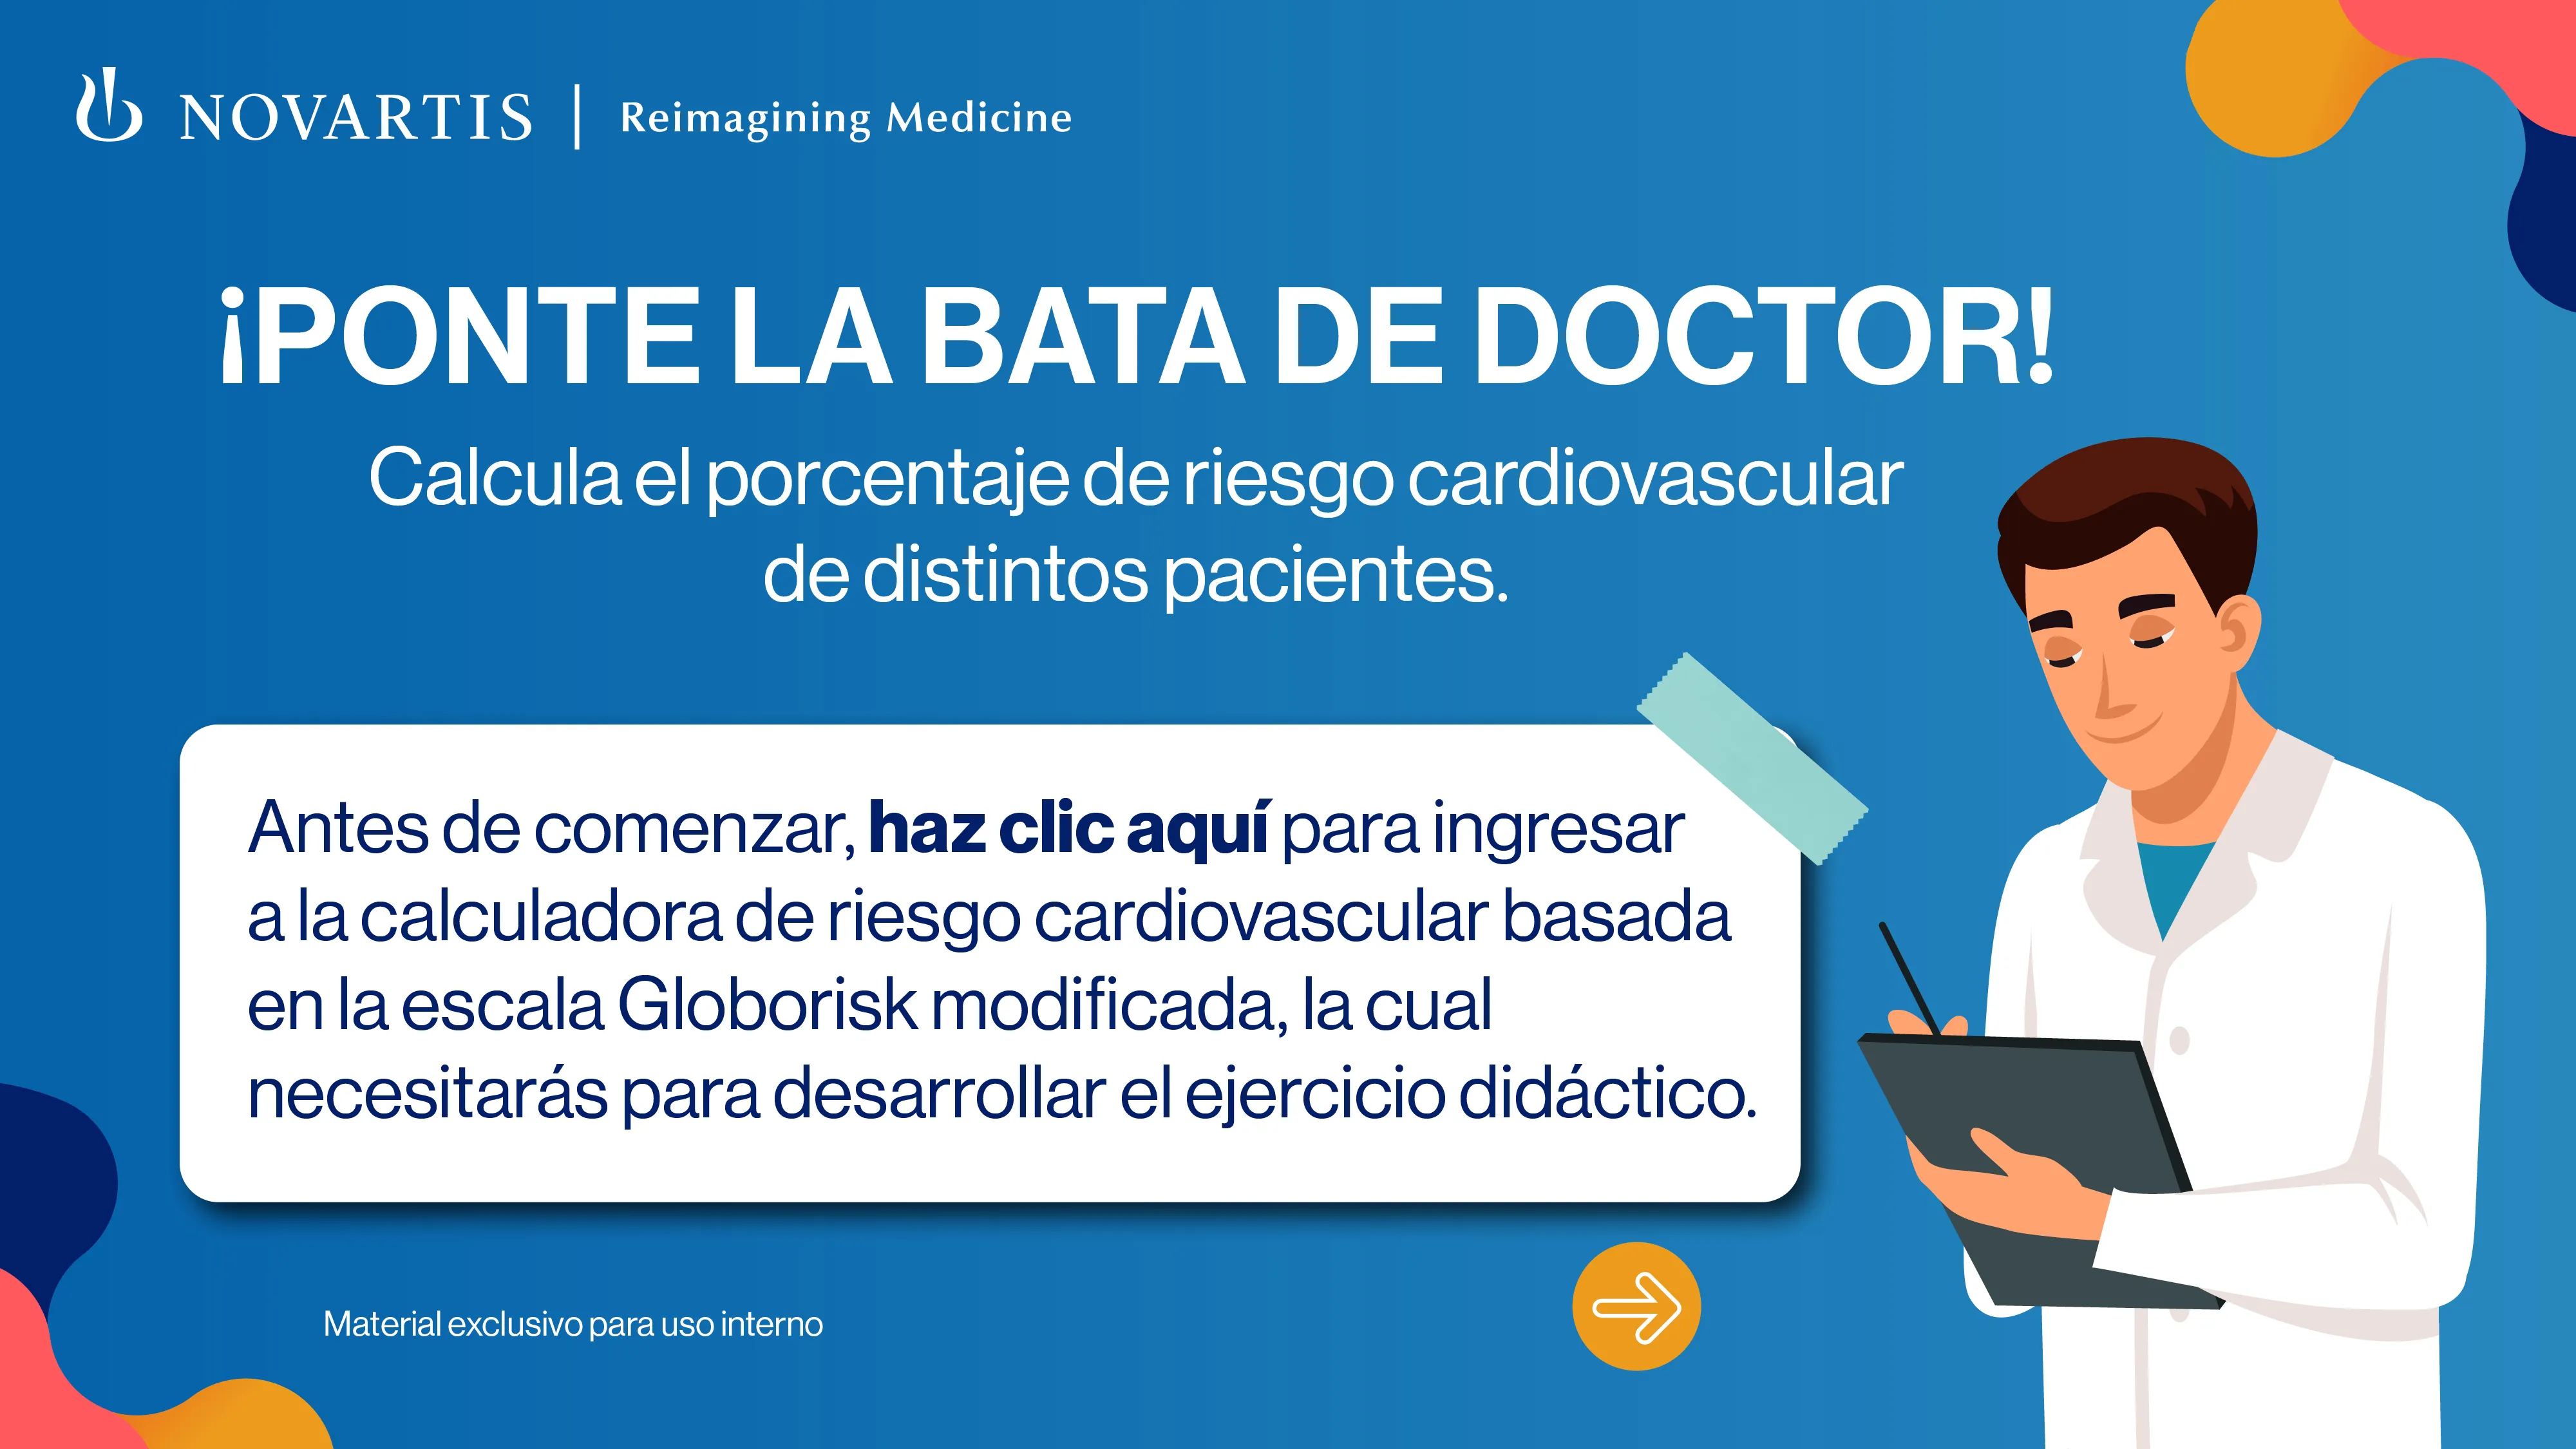 NOVARTIS | Reimagining Medicine
¡PONTE LA BATA DE DOCTOR!
Calcula el porcentaje de riesgo cardiovascular
de distintos pacientes.
Antes de comenzar, haz clic aquí para ingresar
a la calculadora de riesgo cardiovascular basada
en la escala Globorisk modificada, la cual
necesitarás para desarrollar el ejercicio didáctico.
Material exclusivo para uso interno